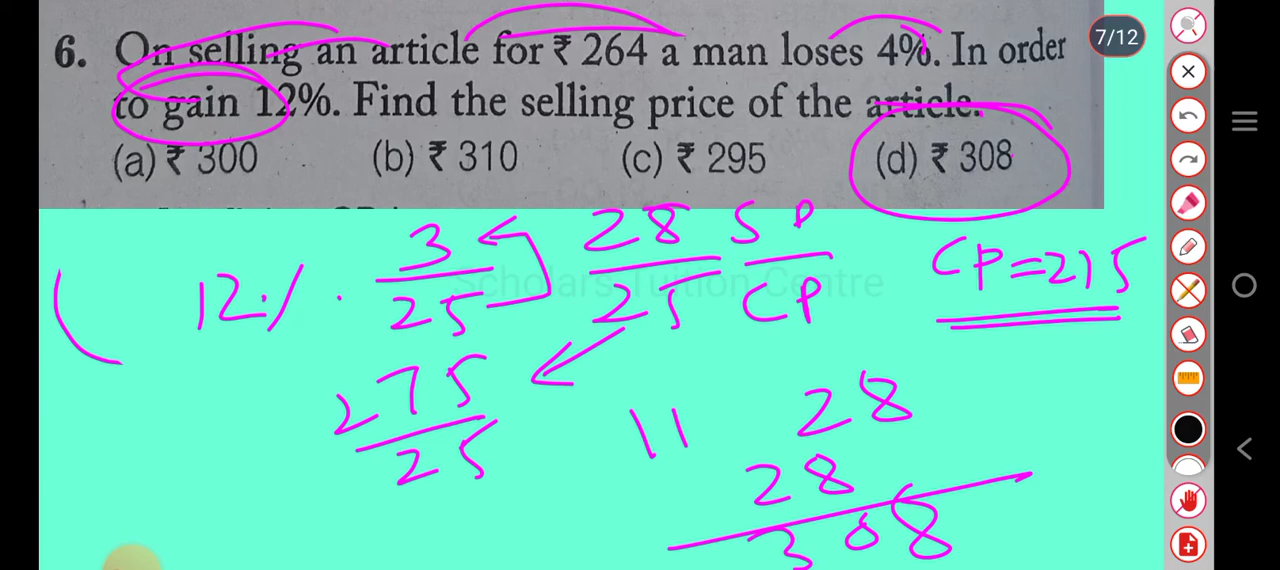 6. On selling an article for ₹ 264 a man loses 4%. In order
to gain 12%. Find the selling price of the article.
(a) ₹ 300 (b) ₹ 310 (c) ₹ 295 (d) ₹ 308
7/12
Scholars Tuition Centre
12% . 3/25 28/25 SP/CP CP=275
275/25
11 28
28
308